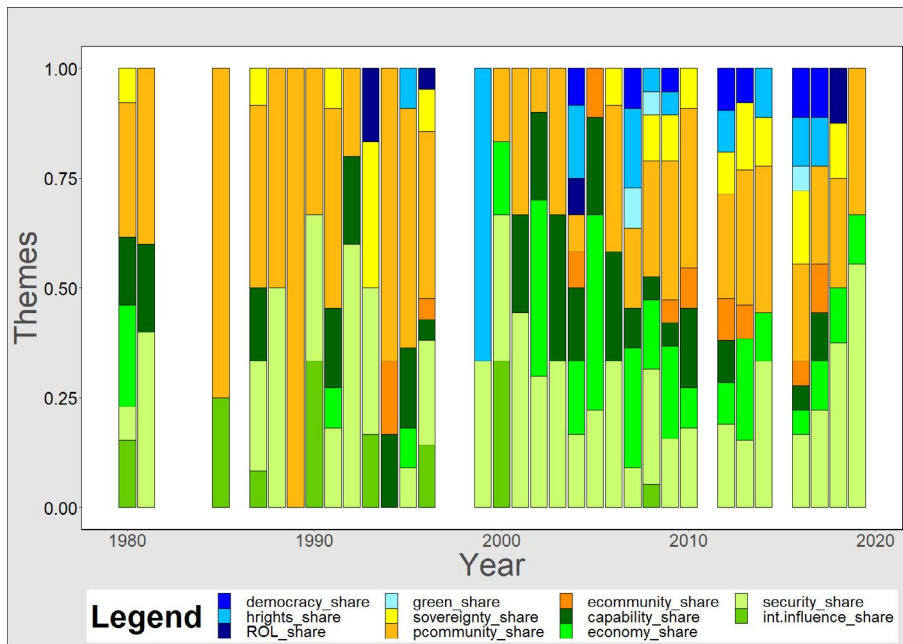 1.00
0.75
0.50
0.25
0.00
Themes
1980
1990
2000
2010
2020
Year
Legend
democracy_share
hrights_share
ROL_share
green_share
sovereignty_share
pcommunity_share
ecommunity_share
capability_share
economy_share
security_share
int.influence_share